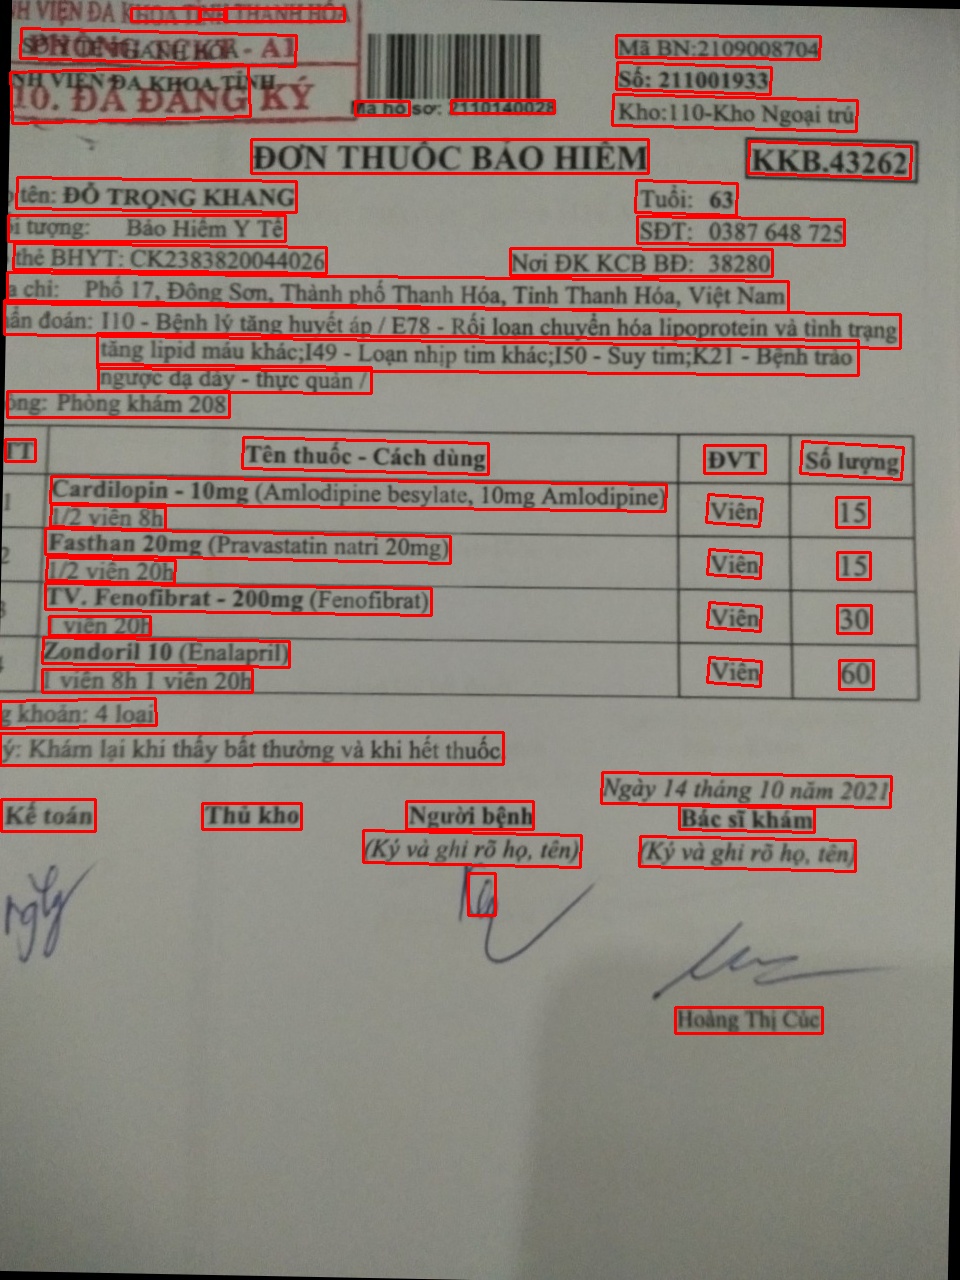 H VIỆN ĐA KHOA TỈNH THANH HÓA
NH VIỆN ĐA KHOA TỈNH
10. ĐÃ ĐĂNG KÝ
Mã hồ sơ: 2110140028
Mã BN:2109008704
Số: 211001933
Kho:110-Kho Ngoại trú
ĐƠN THUỐC BẢO HIỂM
KKB.43262
tên: ĐỖ TRỌNG KHANG Tuổi: 63
i tượng: Bảo Hiểm Y Tế SĐT: 0387 648 725
thẻ BHYT: CK2383820044026 Nơi ĐK KCB BĐ: 38280
a chỉ: Phố 17, Đông Sơn, Thành phố Thanh Hóa, Tỉnh Thanh Hóa, Việt Nam
ẩn đoán: I10 - Bệnh lý tăng huyết áp / E78 - Rối loạn chuyển hóa lipoprotein và tình trạng
tăng lipid máu khác;I49 - Loạn nhịp tim khác;I50 - Suy tim;K21 - Bệnh trào
ngược dạ dày - thực quản /
òng: Phòng khám 208
TT Tên thuốc - Cách dùng ĐVT Số lượng
1 Cardilopin - 10mg (Amlodipine besylate, 10mg Amlodipine) Viên 15
1/2 viên 8h
2 Fasthan 20mg (Pravastatin natri 20mg) Viên 15
1/2 viên 20h
3 TV. Fenofibrat - 200mg (Fenofibrat) Viên 30
1 viên 20h
4 Zondoril 10 (Enalapril) Viên 60
1 viên 8h 1 viên 20h
g khoản: 4 loại
ý: Khám lại khi thấy bất thường và khi hết thuốc
Ngày 14 tháng 10 năm 2021
Kế toán Thủ kho Người bệnh Bác sĩ khám
(Ký và ghi rõ họ, tên) (Ký và ghi rõ họ, tên)
Hoàng Thị Cúc